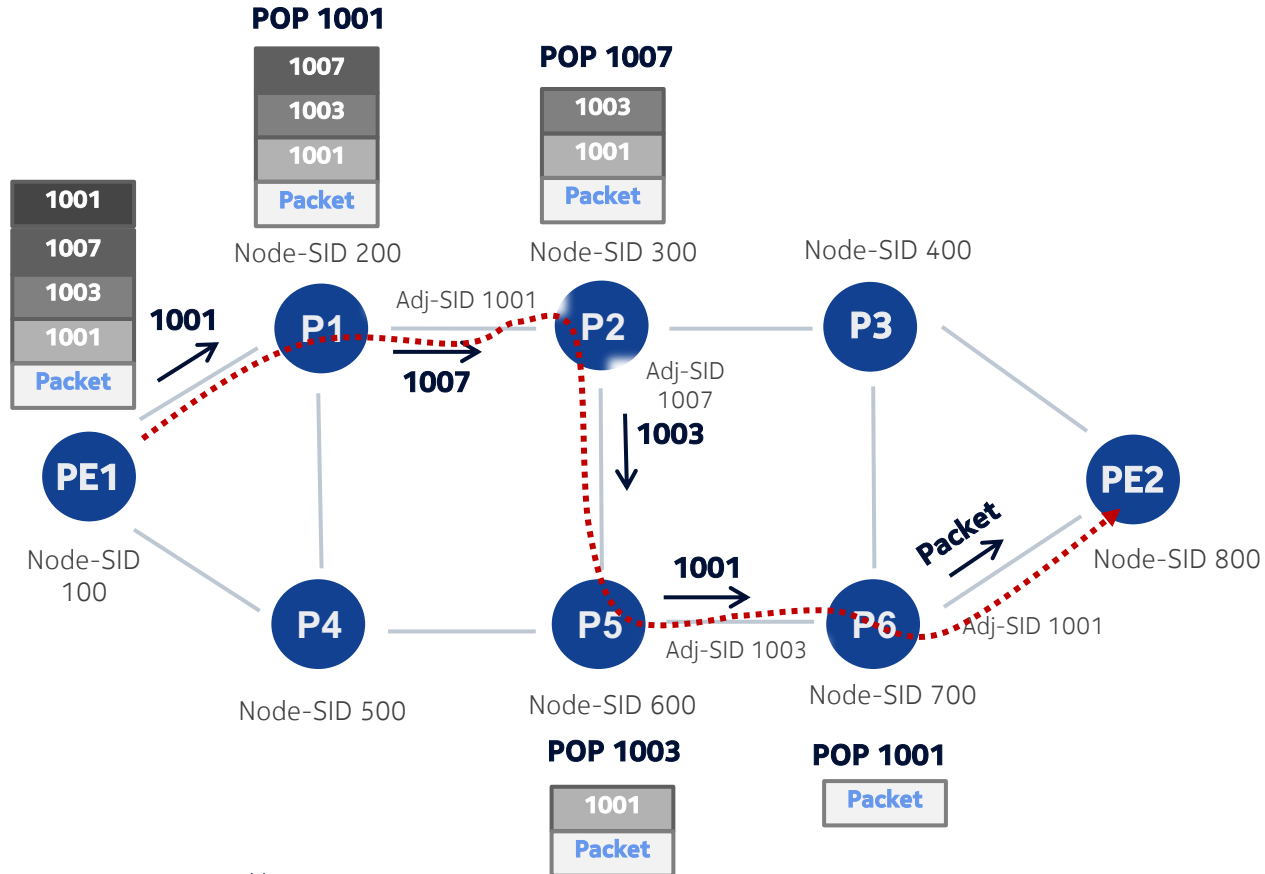 POP 1001
1007
1003
1001
Packet
POP 1007
1003
1001
Packet
1001
1007
1003
1001
Packet
Node-SID 200
Node-SID 300
Node-SID 400
Adj-SID 1001
1001
P1
P2
P3
1007
Adj-SID
1007
1003
PE1
PE2
Packet
Node-SID
100
Node-SID 800
1001
P4
P5
P6
Adj-SID 1003
Adj-SID 1001
Node-SID 500
Node-SID 600
Node-SID 700
POP 1003
1001
Packet
POP 1001
Packet